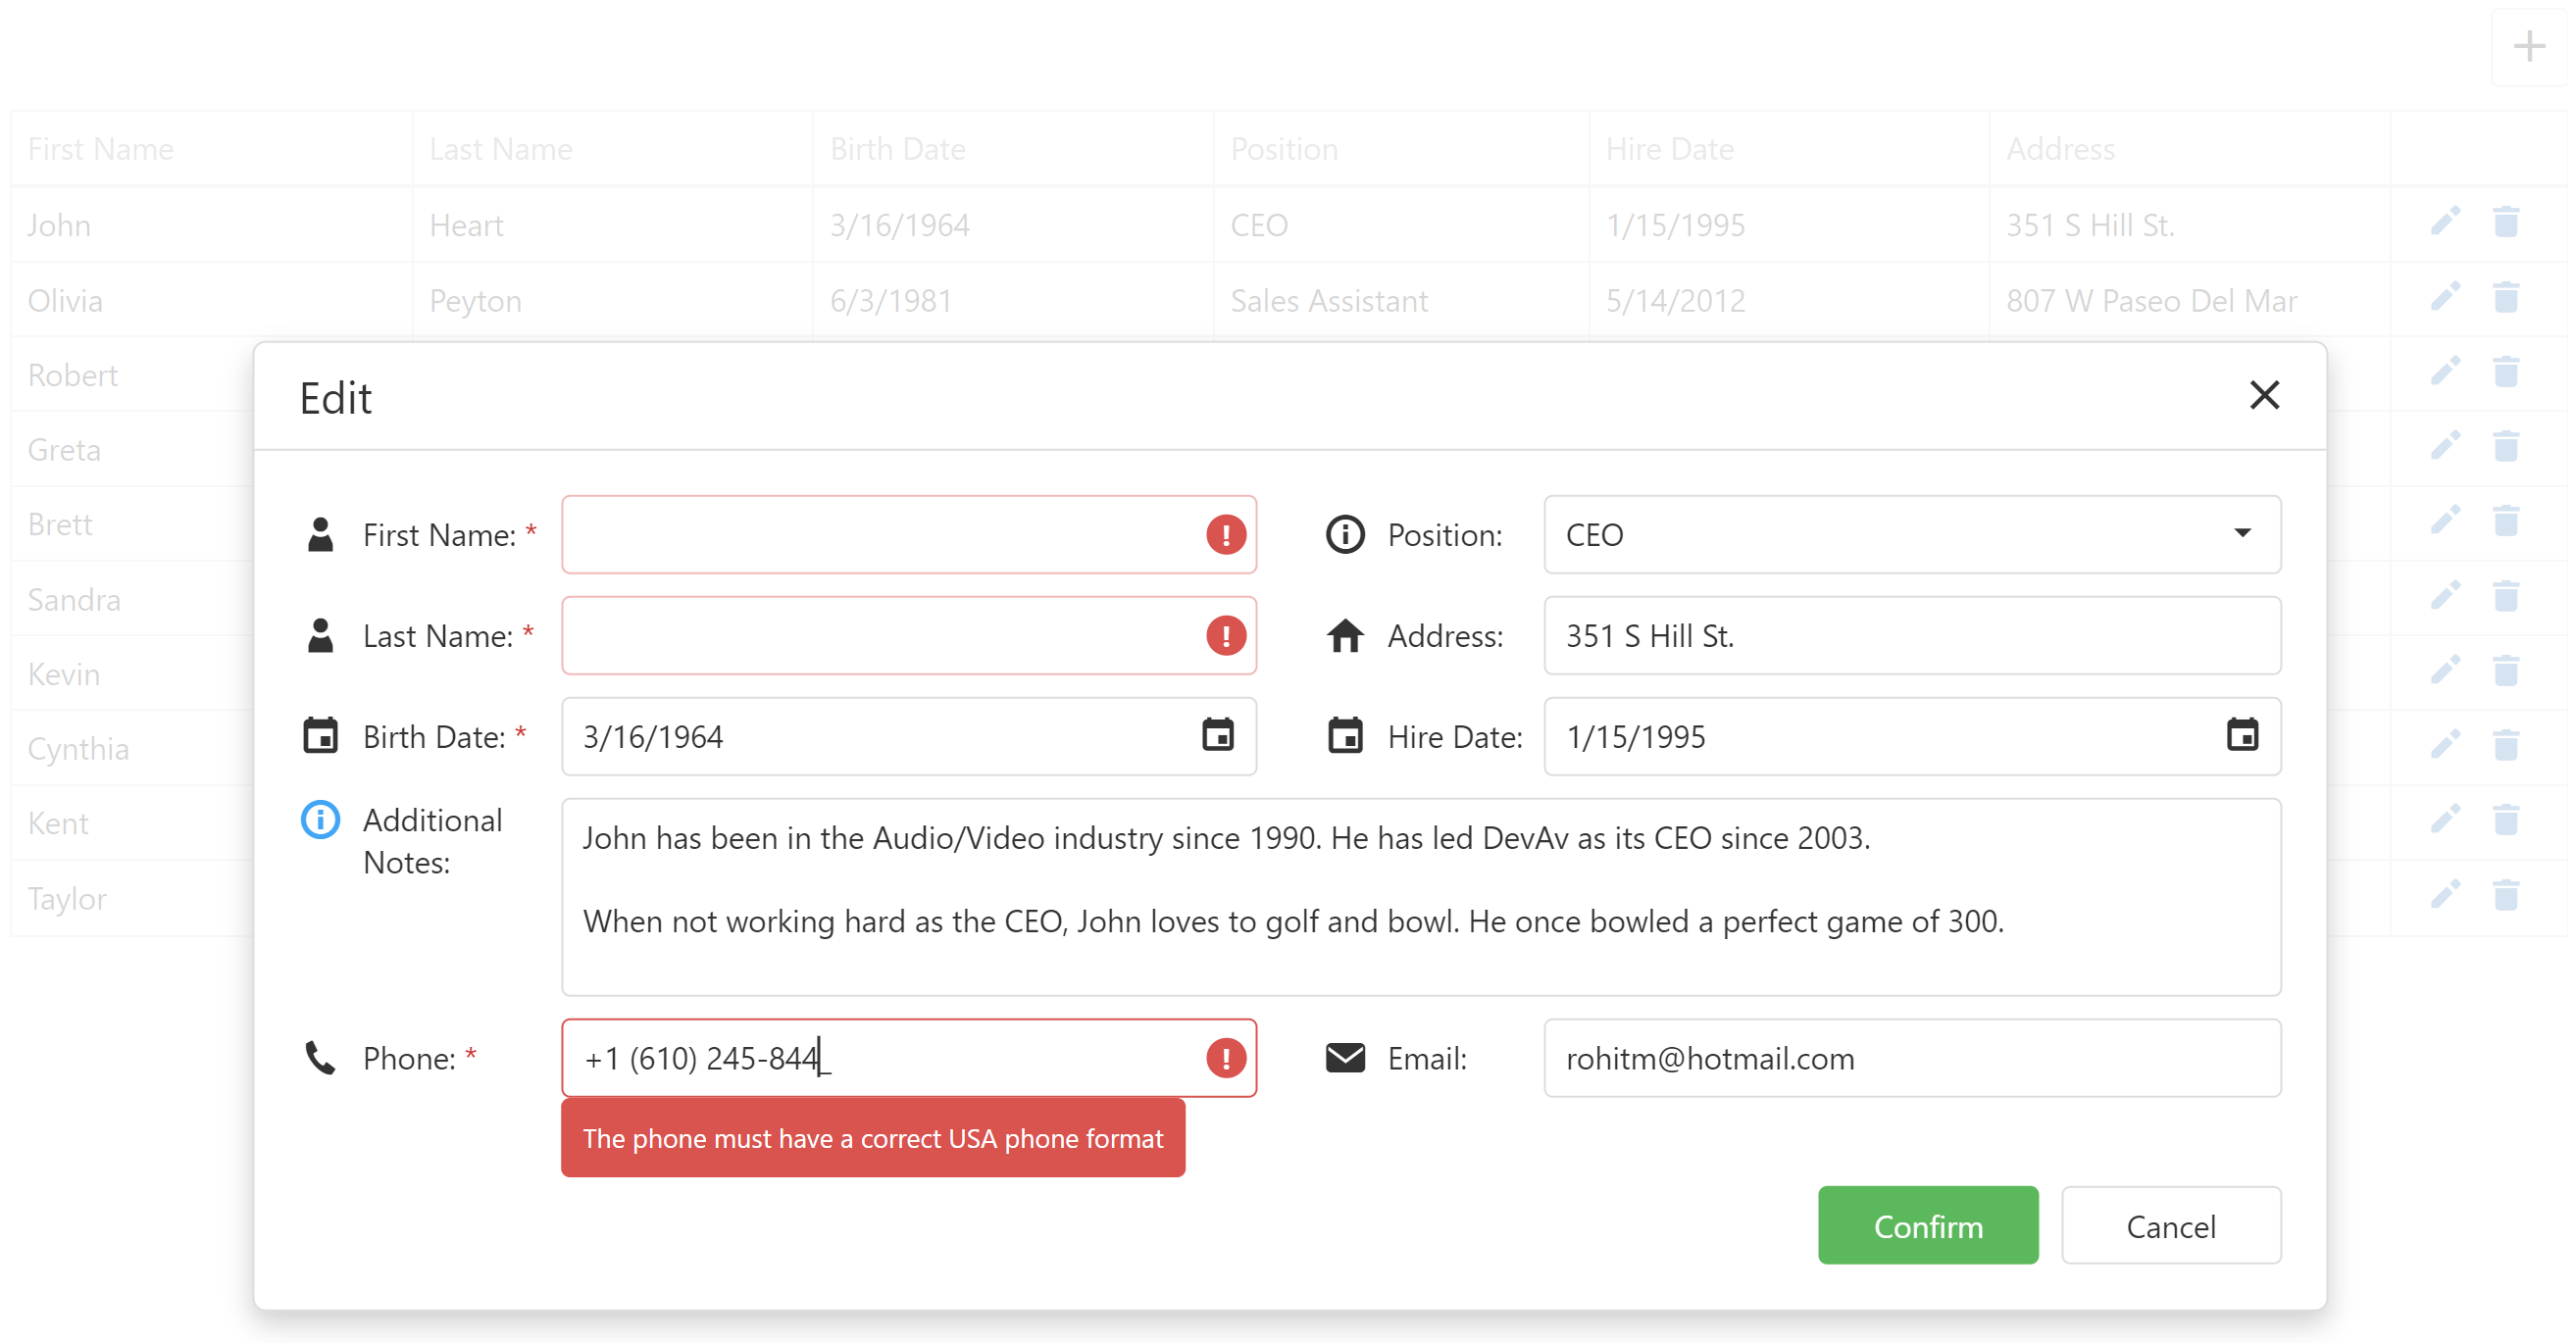 First Name Last Name Birth Date Position Hire Date Address
John Heart 3/16/1964 CEO 1/15/1995 351 S Hill St.
Olivia Peyton 6/3/1981 Sales Assistant 5/14/2012 807 W Paseo Del Mar
Robert
Greta
Brett
Sandra
Kevin
Cynthia
Kent
Taylor
Edit
First Name: * Position: CEO
Last Name: * Address: 351 S Hill St.
Birth Date: * 3/16/1964 Hire Date: 1/15/1995
Additional
Notes:
John has been in the Audio/Video industry since 1990. He has led DevAv as its CEO since 2003.
When not working hard as the CEO, John loves to golf and bowl. He once bowled a perfect game of 300.
Phone: * +1 (610) 245-844_ Email: rohitm@hotmail.com
The phone must have a correct USA phone format
Confirm Cancel